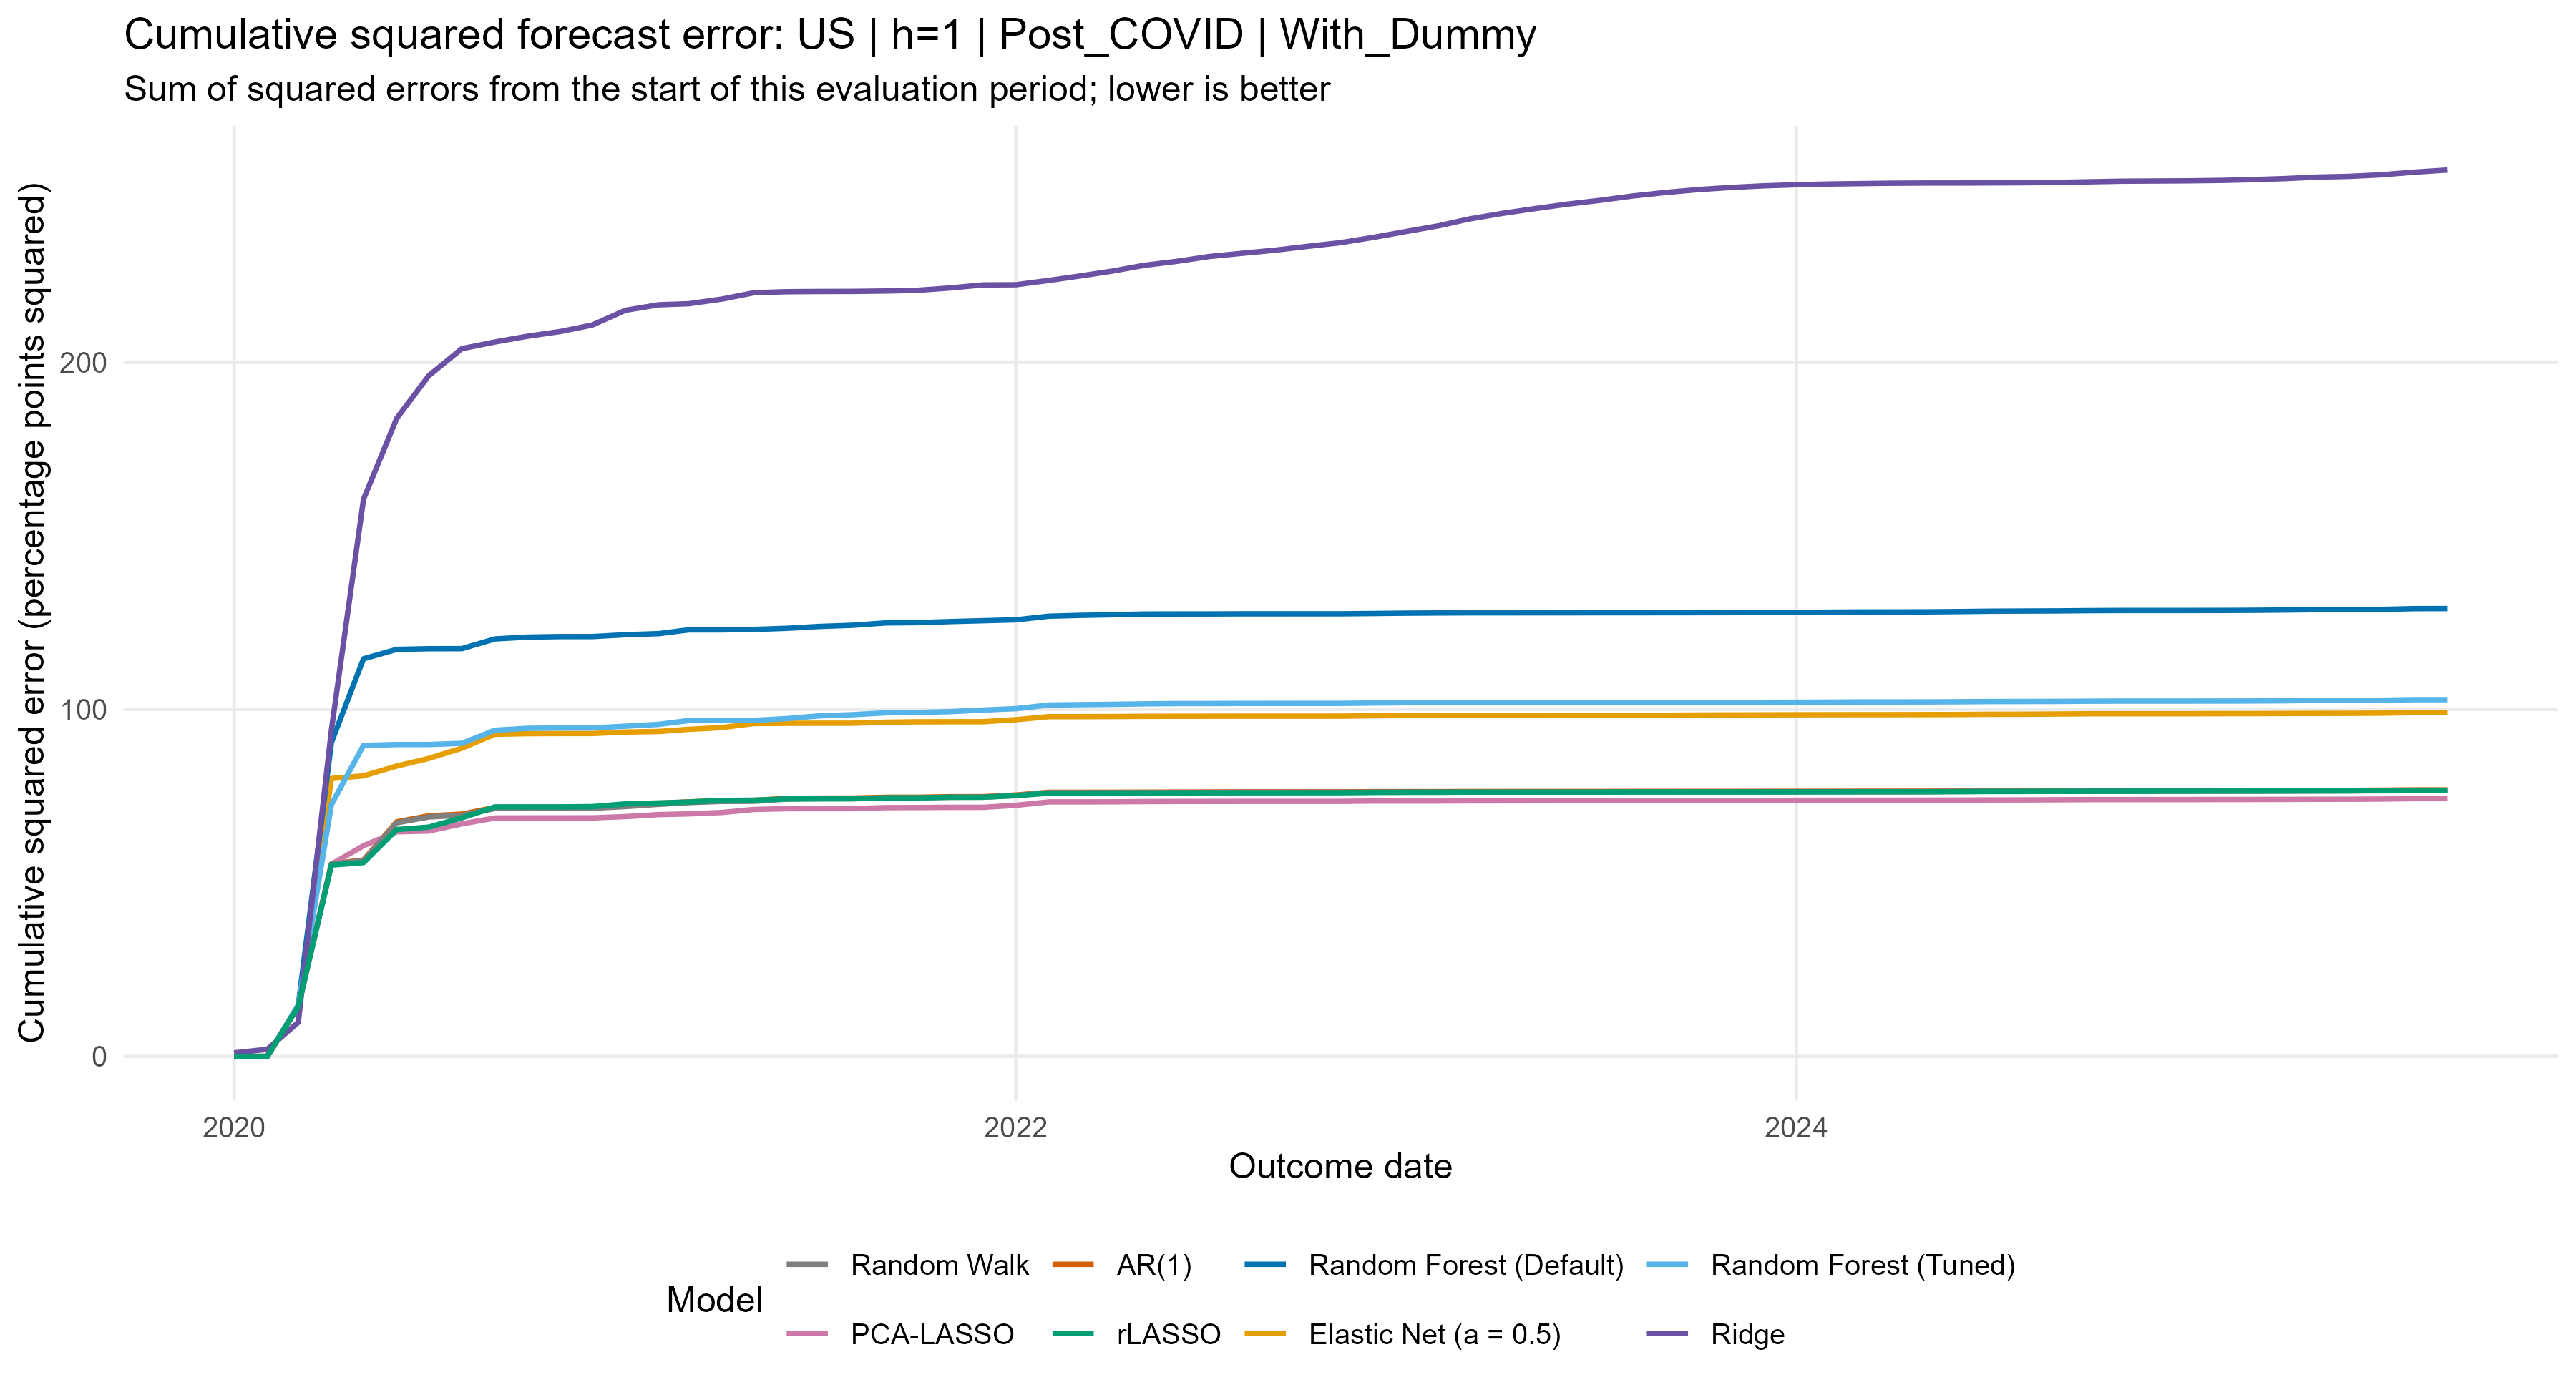 Cumulative squared forecast error: US | h=1 | Post_COVID | With_Dummy
Sum of squared errors from the start of this evaluation period; lower is better
Cumulative squared error (percentage points squared)
200
100
0
2020
2022
2024
Outcome date
Model
Random Walk
AR(1)
Random Forest (Default)
Random Forest (Tuned)
PCA-LASSO
rLASSO
Elastic Net (a = 0.5)
Ridge